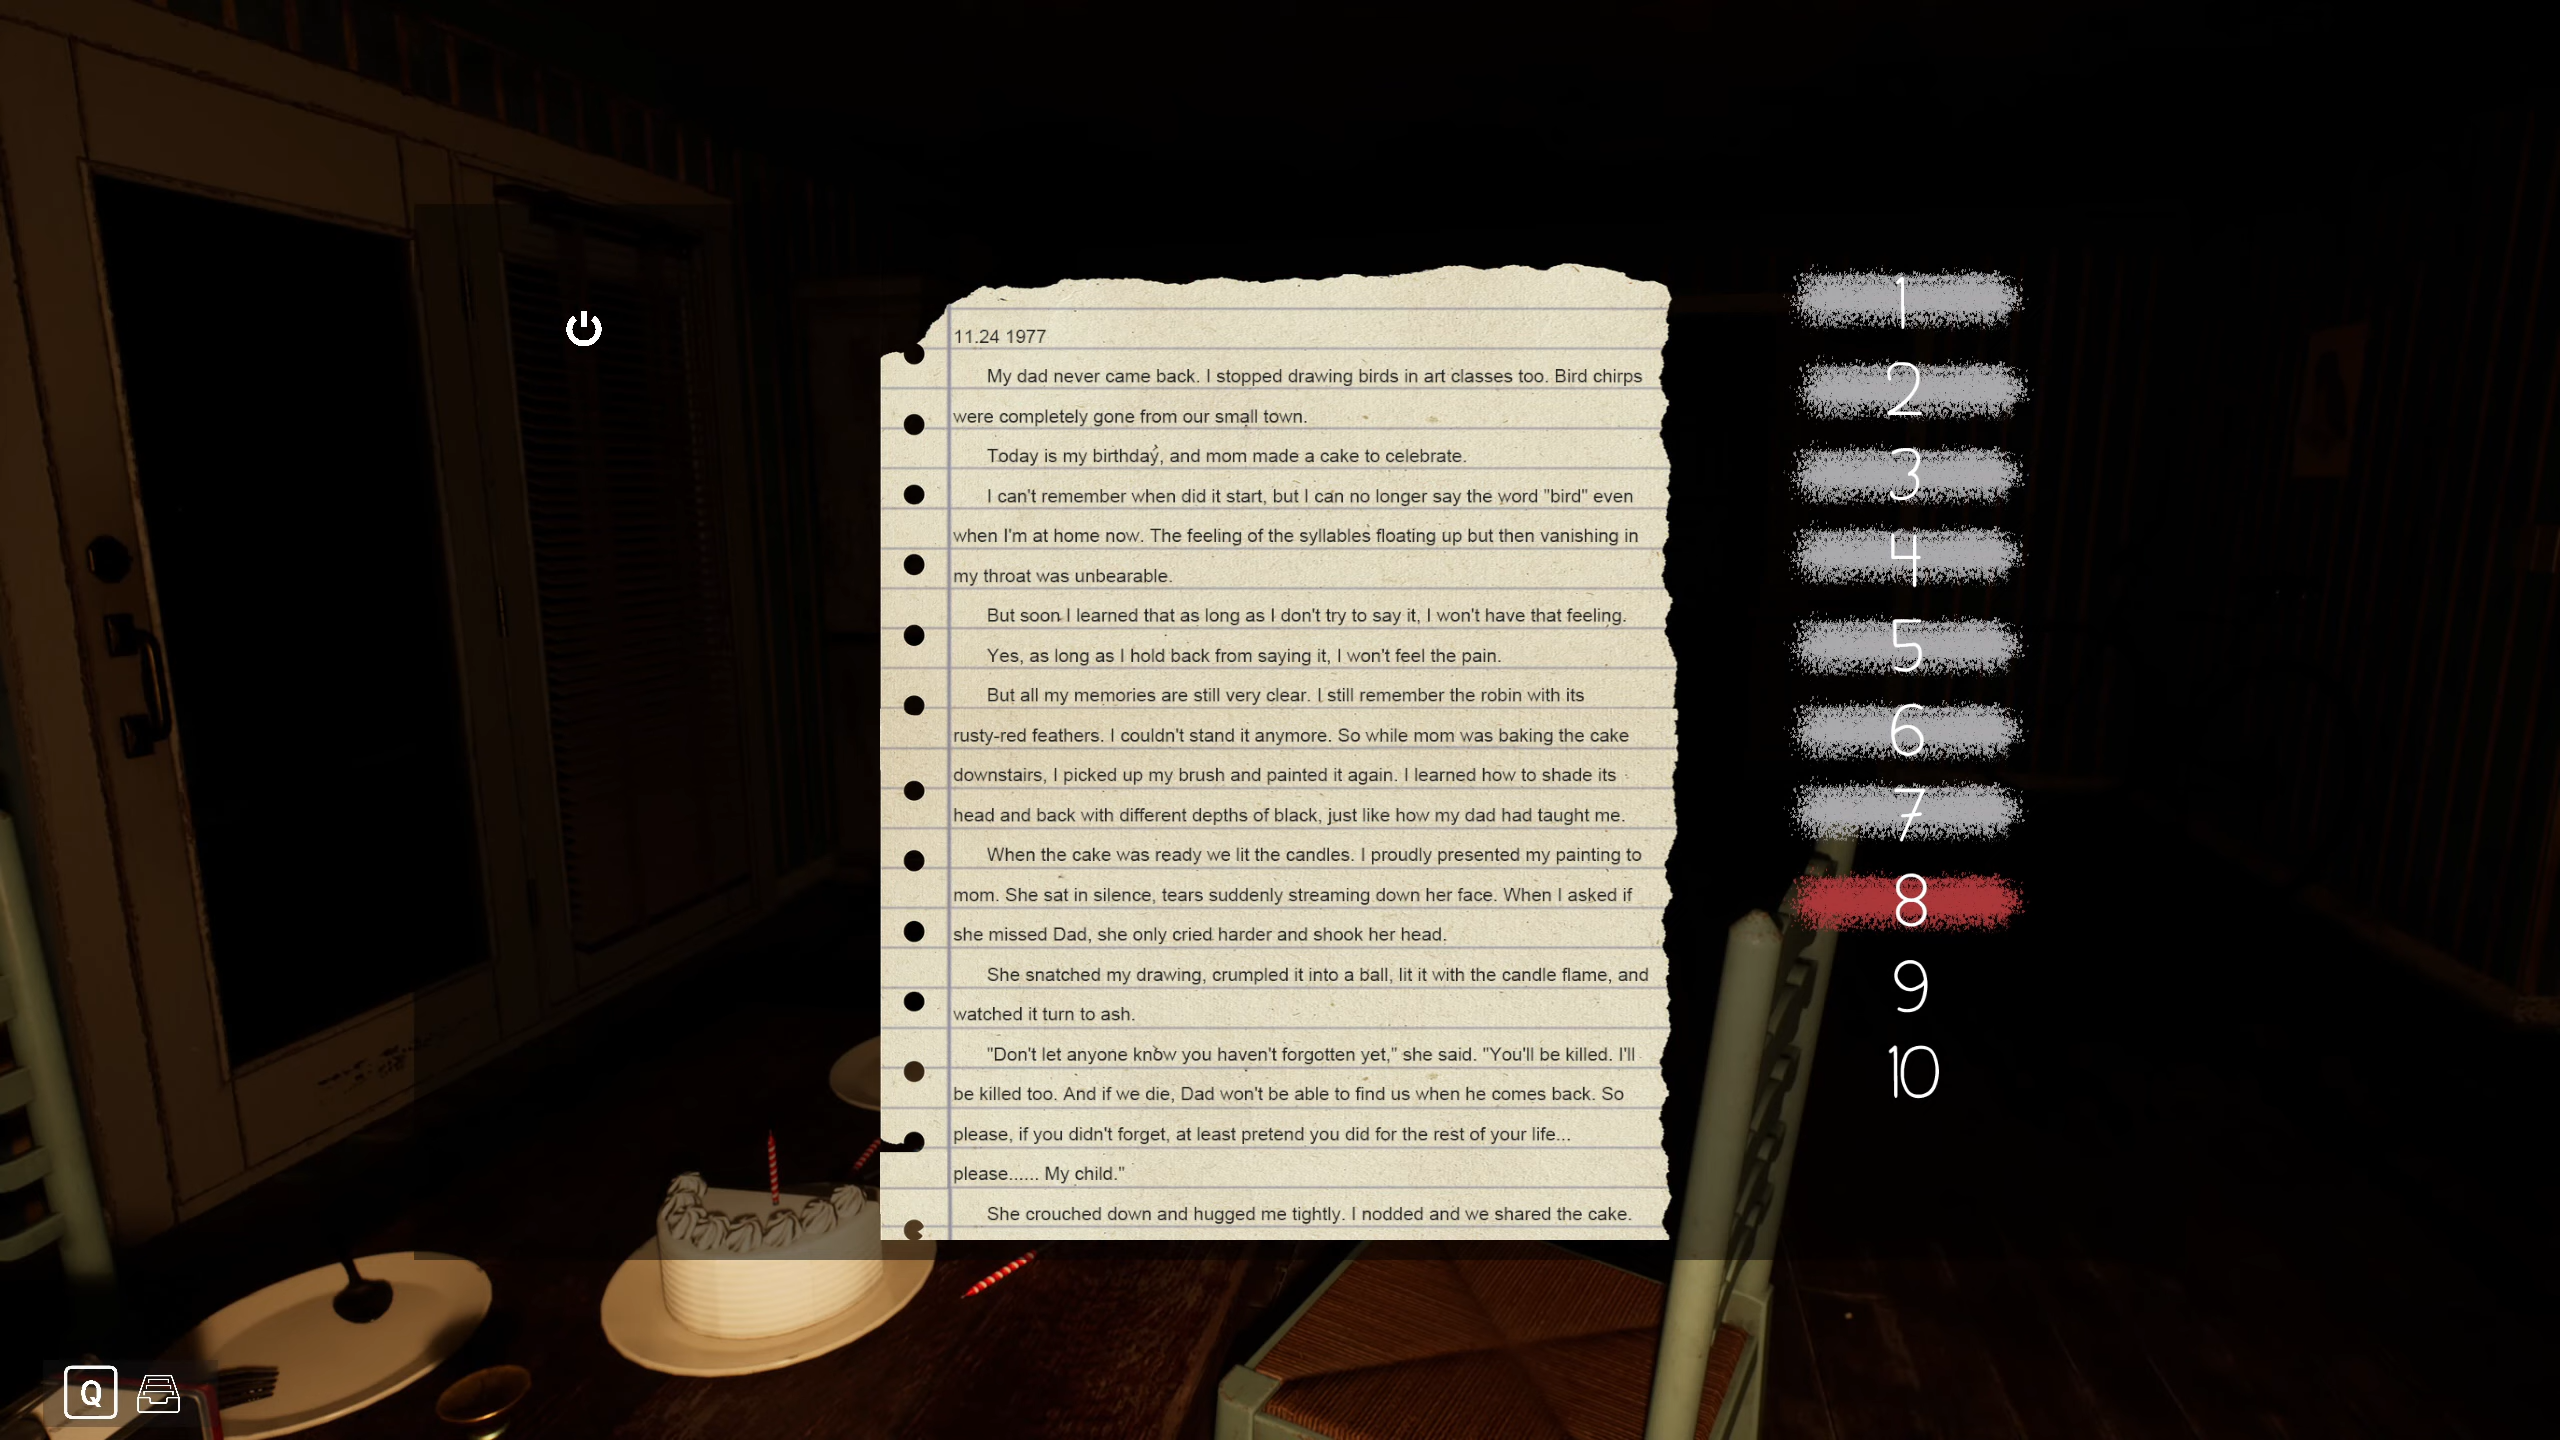 11.24 1977
My dad never came back. I stopped drawing birds in art classes too. Bird chirps
were completely gone from our small town.
Today is my birthday, and mom made a cake to celebrate.
I can't remember when did it start, but I can no longer say the word "bird" even
when I'm at home now. The feeling of the syllables floating up but then vanishing in
my throat was unbearable.
But soon I learned that as long as I don't try to say it, I won't have that feeling.
Yes, as long as I hold back from saying it, I won't feel the pain.
But all my memories are still very clear. I still remember the robin with its
rusty-red feathers. I couldn't stand it anymore. So while mom was baking the cake
downstairs, I picked up my brush and painted it again. I learned how to shade its
head and back with different depths of black, just like how my dad had taught me.
When the cake was ready we lit the candles. I proudly presented my painting to
mom. She sat in silence, tears suddenly streaming down her face. When I asked if
she missed Dad, she only cried harder and shook her head.
She snatched my drawing, crumpled it into a ball, lit it with the candle flame, and
watched it turn to ash.
"Don't let anyone know you haven't forgotten yet," she said. "You'll be killed. I'll
be killed too. And if we die, Dad won't be able to find us when he comes back. So
please, if you didn't forget, at least pretend you did for the rest of your life...
please...... My child."
She crouched down and hugged me tightly. I nodded and we shared the cake.
1
2
3
4
5
6
7
8
9
10
Q